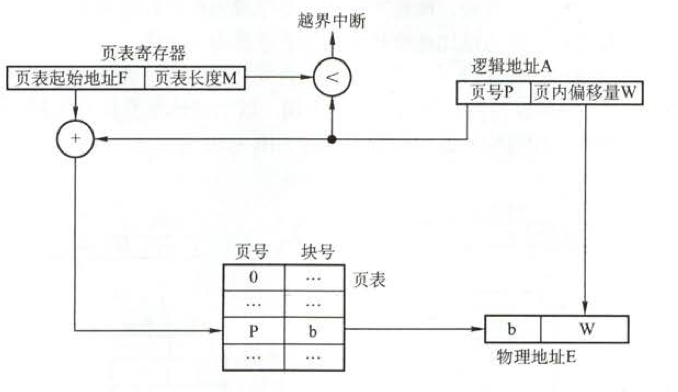 越界中断
页表寄存器
页表起始地址F 页表长度M
<
逻辑地址A
页号P 页内偏移量W
+
页号 块号
0 …
页表
… …
P b
… …
b W
物理地址E